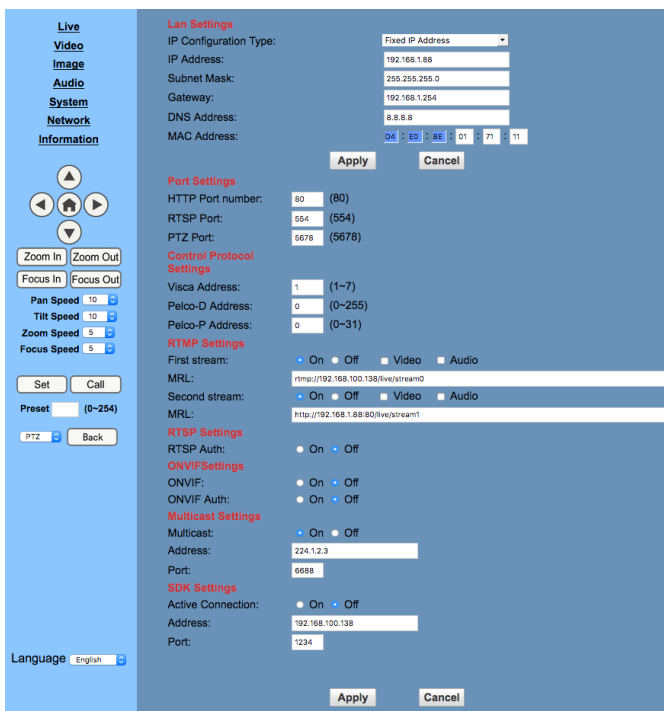 Live
Video
Image
Audio
System
Network
Information
Zoom In Zoom Out
Focus In Focus Out
Pan Speed 10
Tilt Speed 10
Zoom Speed 5
Focus Speed 5
Set Call
Preset (0~254)
PTZ Back
Language English
Lan Settings
IP Configuration Type: Fixed IP Address
IP Address: 192.168.1.88
Subnet Mask: 255.255.255.0
Gateway: 192.168.1.254
DNS Address: 8.8.8.8
MAC Address: D4 : E0 : 8E : 01 : 71 : 11
Apply Cancel
Port Settings
HTTP Port number: 80 (80)
RTSP Port: 554 (554)
PTZ Port: 5678 (5678)
Control Protocol
Settings
Visca Address: 1 (1~7)
Pelco-D Address: 0 (0~255)
Pelco-P Address: 0 (0~31)
RTMP Settings
First stream: On Off Video Audio
MRL: rtmp://192.168.100.138/live/stream0
Second stream: On Off Video Audio
MRL: http://192.168.1.88:80/live/stream1
RTSP Settings
RTSP Auth: On Off
ONVIFSettings
ONVIF: On Off
ONVIF Auth: On Off
Multicast Settings
Multicast: On Off
Address: 224.1.2.3
Port: 6688
SDK Settings
Active Connection: On Off
Address: 192.168.100.138
Port: 1234
Apply Cancel